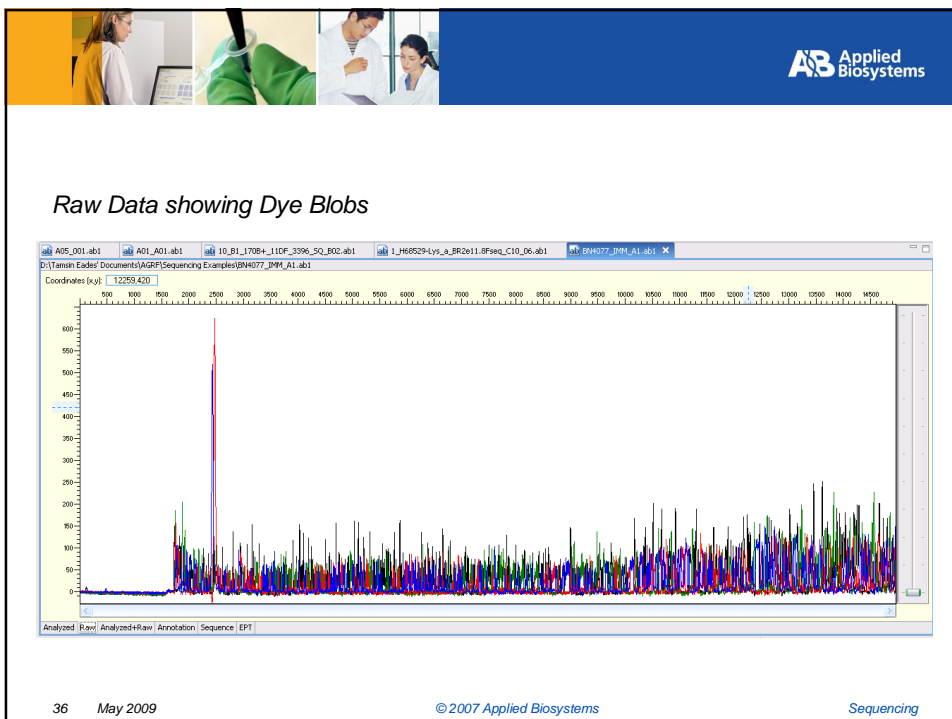 AB Applied
Biosystems
Raw Data showing Dye Blobs
A05_001.ab1 A01_A01.ab1 10_B1_170B+_11DF_3396_SQ_B02.ab1 1_H68529-Lys_a_BR2e11.8Fseq_C10_06.ab1 BN4077_IMM_A1.ab1
D:\Tamsin Eades' Documents\AGRF\Sequencing Examples\BN4077_IMM_A1.ab1
Coordinates (x,y): 12259,420
500 1000 1500 2000 2500 3000 3500 4000 4500 5000 5500 6000 6500 7000 7500 8000 8500 9000 9500 10000 10500 11000 11500 12000 12500 13000 13500 14000 14500
600
550
500
450
400
350
300
250
200
150
100
50
0
Analyzed Raw Analyzed+Raw Annotation Sequence EPT
36 May 2009 © 2007 Applied Biosystems Sequencing